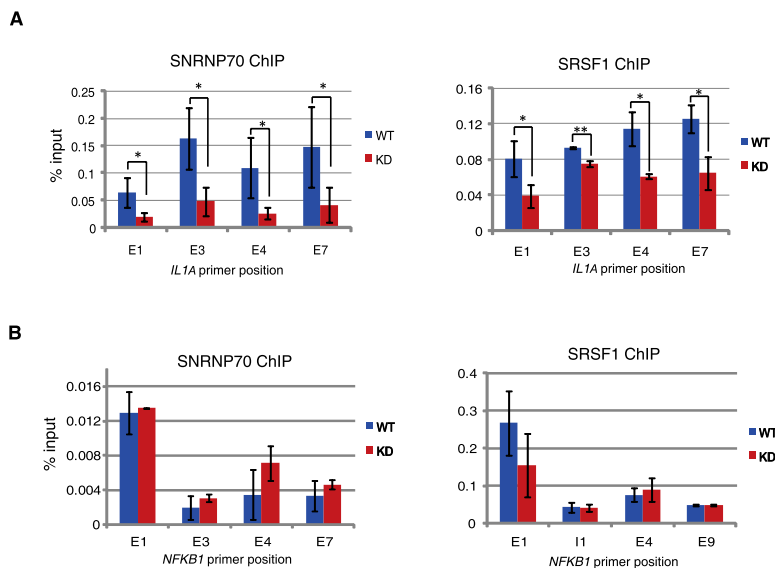 A
SNRNP70 ChIP
% input
0.25
0.2
0.15
0.1
0.05
0
*
*
*
*
WT
KD
E1 E3 E4 E7
IL1A primer position
SRSF1 ChIP
0.16
0.12
0.08
0.04
0
*
**
*
*
WT
KD
E1 E3 E4 E7
IL1A primer position
B
SNRNP70 ChIP
% input
0.016
0.012
0.008
0.004
0
WT
KD
E1 E3 E4 E7
NFKB1 primer position
SRSF1 ChIP
0.4
0.3
0.2
0.1
0
WT
KD
E1 I1 E4 E9
NFKB1 primer position